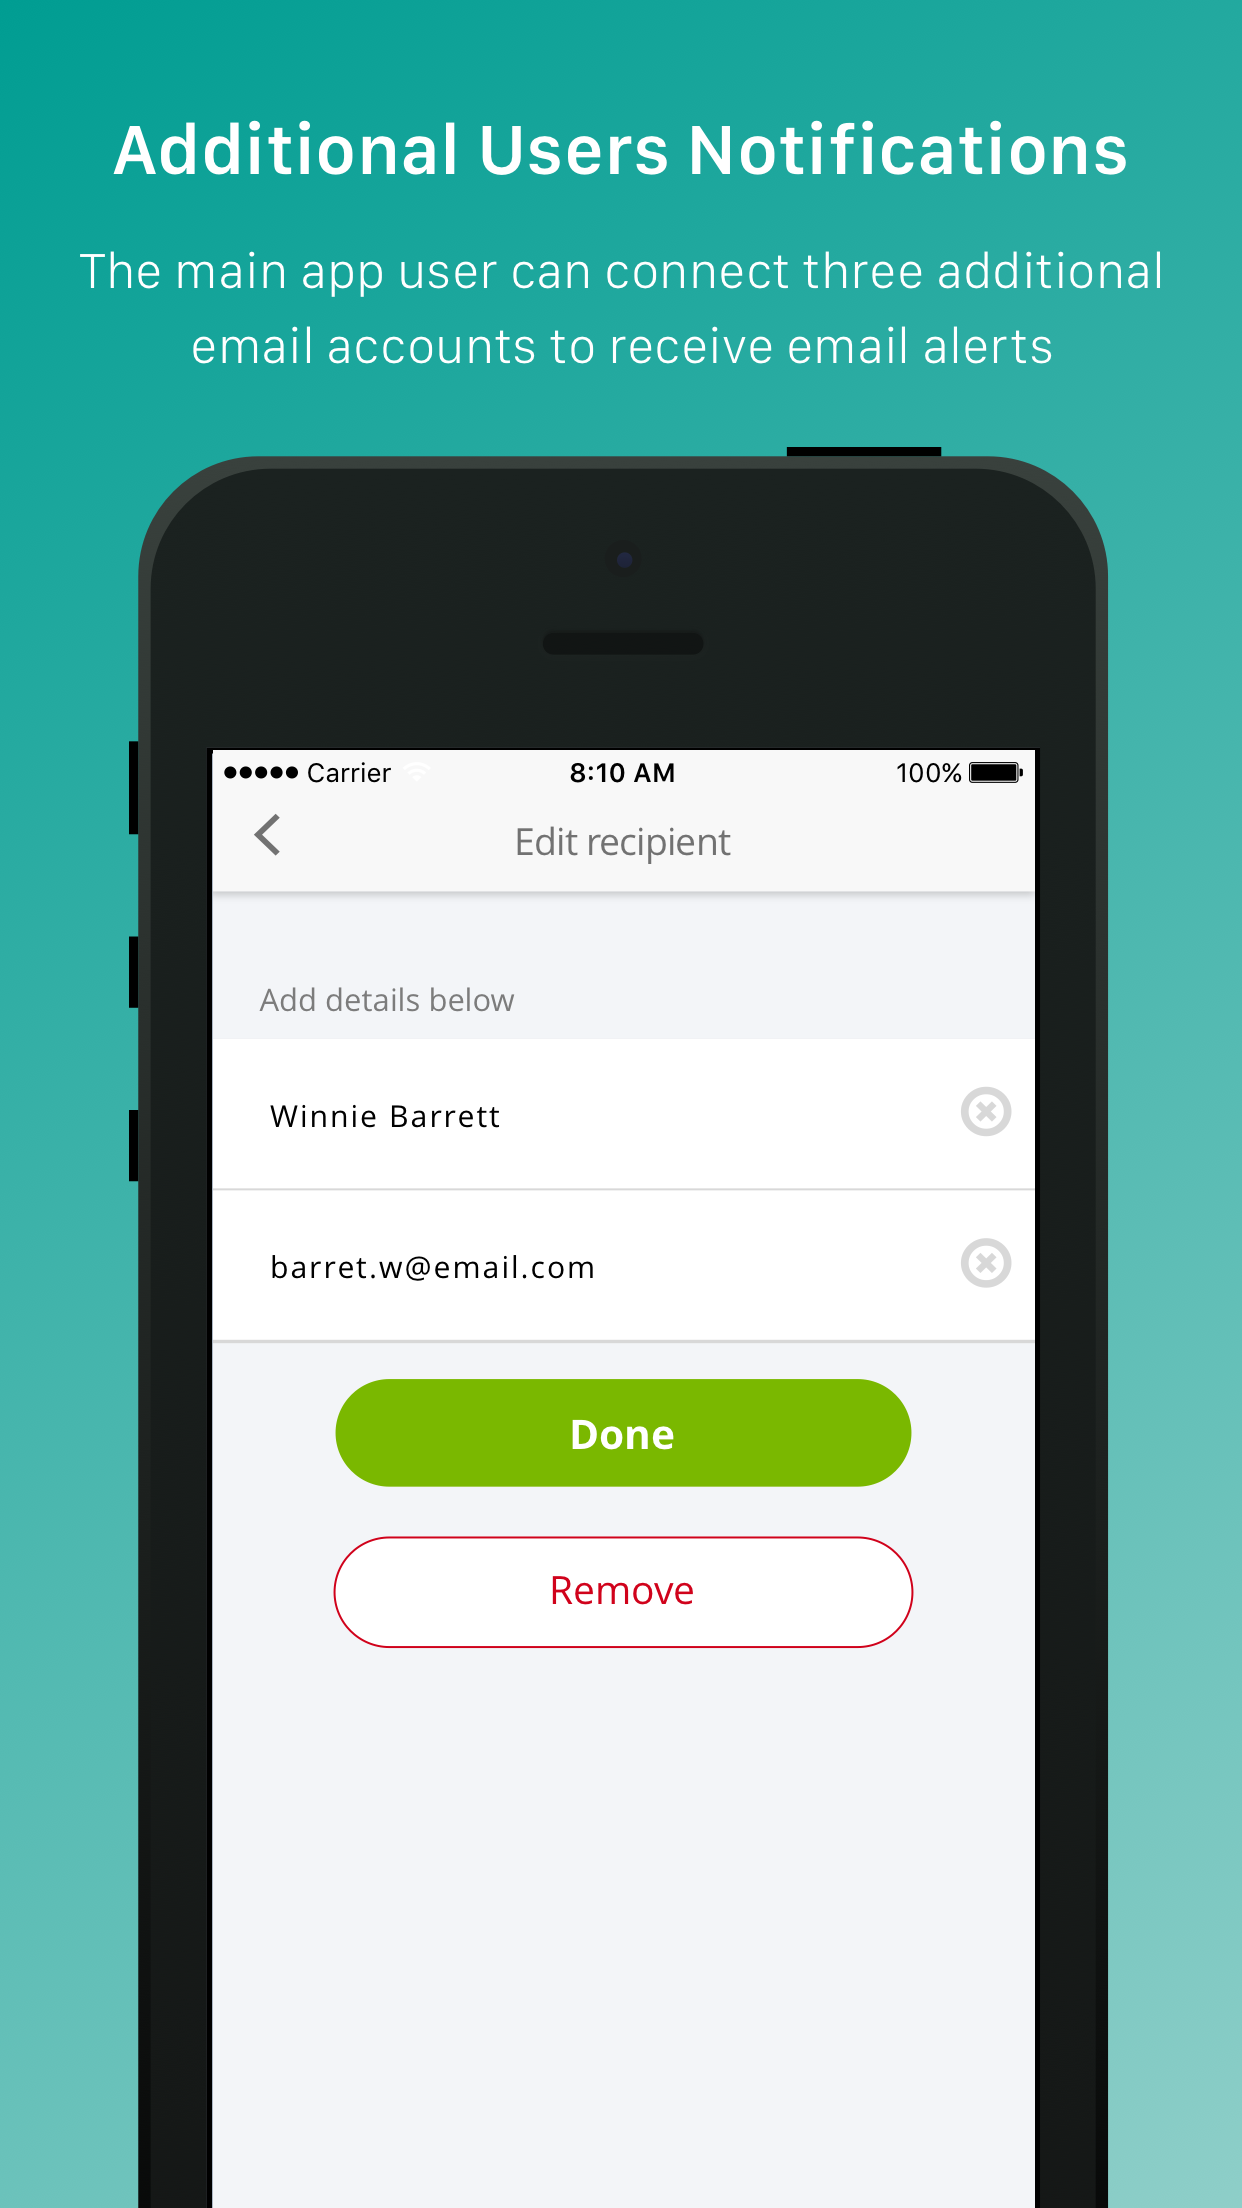 Additional Users Notifications
The main app user can connect three additional
email accounts to receive email alerts
Carrier 8:10 AM 100%
Edit recipient
Add details below
Winnie Barrett
barret.w@email.com
Done
Remove